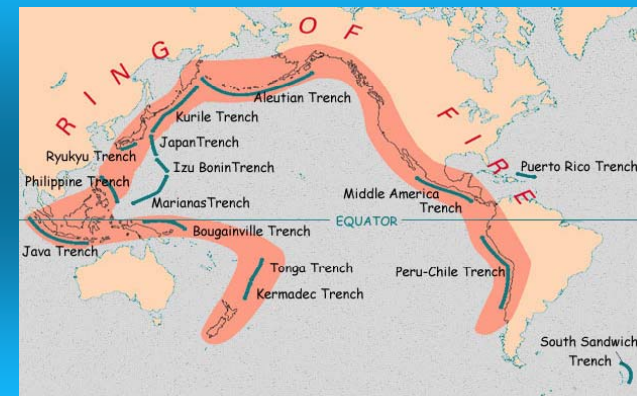 RING OF FIRE
Aleutian Trench
Kurile Trench
JapanTrench
Ryukyu Trench
Izu BoninTrench
Puerto Rico Trench
Philippine Trench
Middle America
Trench
MarianasTrench
EQUATOR
Bougainville Trench
Java Trench
Tonga Trench
Peru-Chile Trench
Kermadec Trench
South Sandwich
Trench